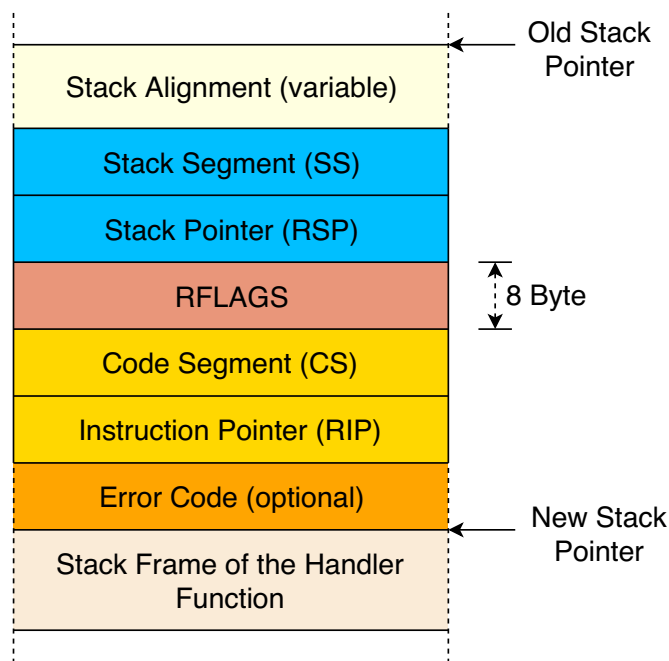 Old Stack
Pointer
Stack Alignment (variable)
Stack Segment (SS)
Stack Pointer (RSP)
RFLAGS
8 Byte
Code Segment (CS)
Instruction Pointer (RIP)
Error Code (optional)
New Stack
Pointer
Stack Frame of the Handler
Function